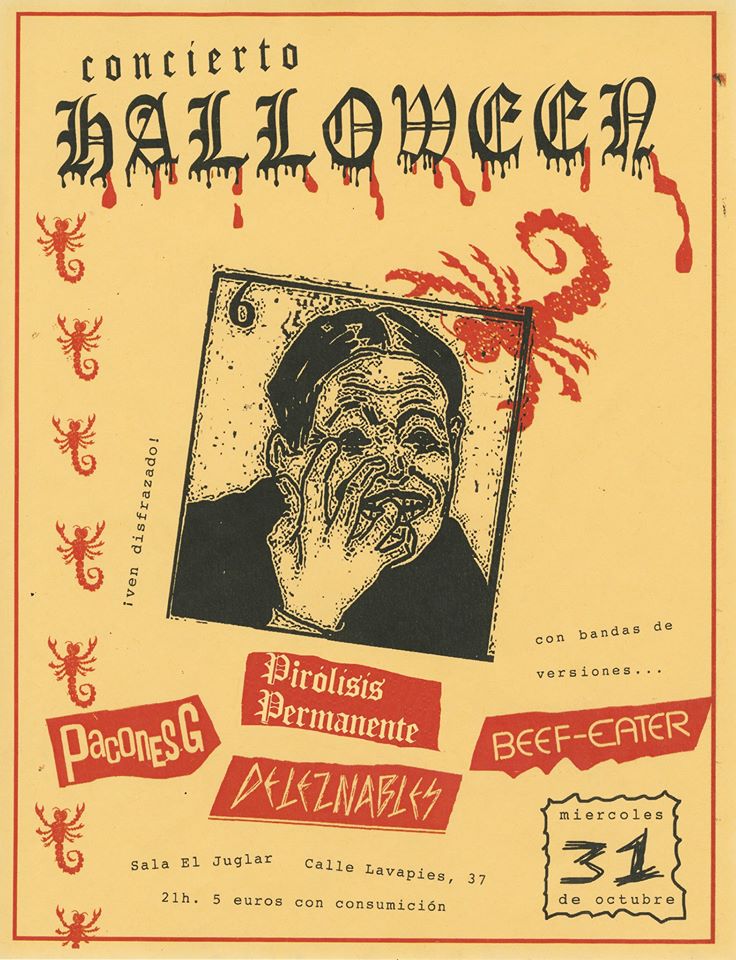 concierto
HALLOWEEN
6
¡ven disfrazado!
con bandas de
versiones...
Pirólisis
Permanente
PaconesG
BEEF-EATER
DELEZNABLES
Sala El Juglar Calle Lavapies, 37
21h. 5 euros con consumición
miercoles
31
de octubre